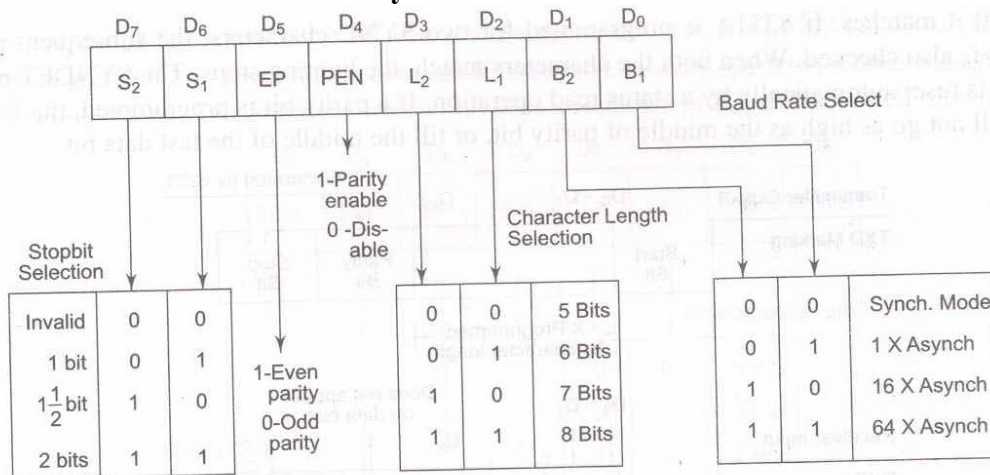 D7 D6 D5 D4 D3 D2 D1 D0
S2 S1 EP PEN L2 L1 B2 B1
Baud Rate Select
1-Parity
enable
0 -Dis-
able
Character Length
Selection
Stopbit
Selection
Invalid 0 0
1 bit 0 1
1 1/2 bit 1 0
2 bits 1 1
1-Even
parity
0-Odd
parity
0 0 5 Bits
0 1 6 Bits
1 0 7 Bits
1 1 8 Bits
0 0 Synch. Mode
0 1 1 X Asynch
1 0 16 X Asynch
1 1 64 X Asynch